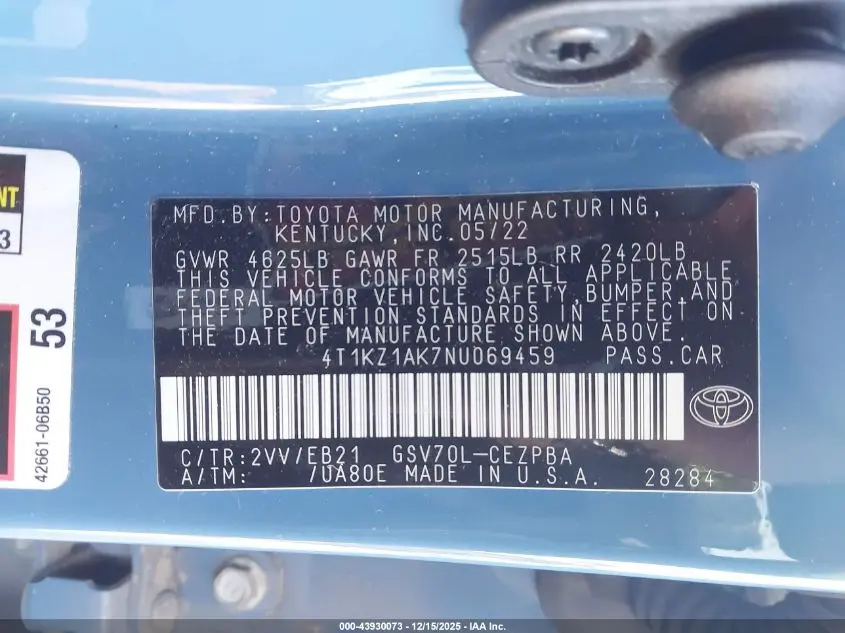 NT
3
53
42661-06B50
MFD BY:TOYOTA MOTOR MANUFACTURING,
KENTUCKY,INC.05/22
GVWR 4625LB GAWR FR 2515LB RR 2420LB
THIS VEHICLE CONFORMS TO ALL APPLICABLE
FEDERAL MOTOR VEHICLE SAFETY,BUMPER,AND
THEFT PREVENTION STANDARDS IN EFFECT ON
THE DATE OF MANUFACTURE SHOWN ABOVE.
4T1KZ1AK7NU069459 PASS.CAR
C/TR:2VV/EB21 GSV70L-CEZPBA
A/TM: /UA80E MADE IN U.S.A. 28284
000-43930073 - 12/15/2025 - IAA Inc.